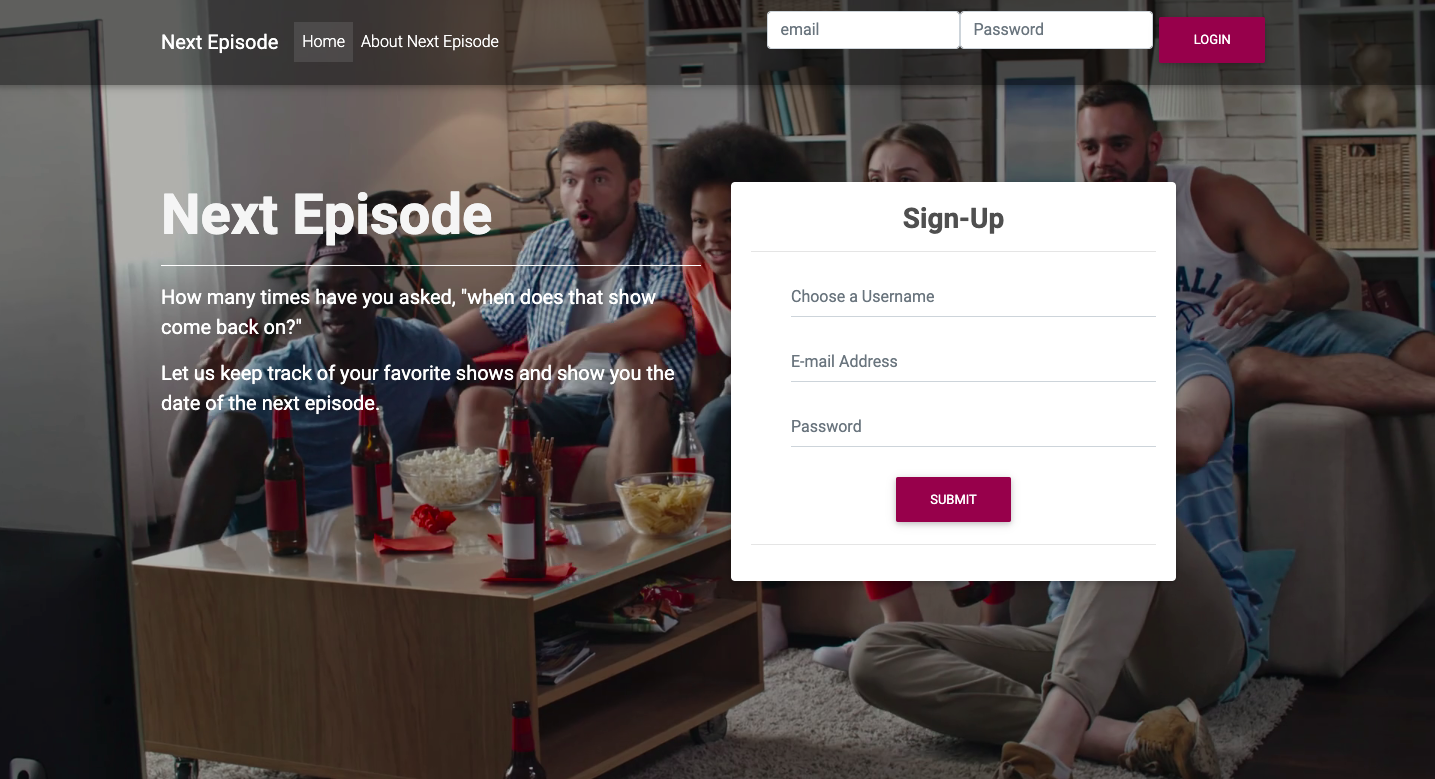 Next Episode Home About Next Episode email Password LOGIN
Next Episode
How many times have you asked, "when does that show
come back on?"
Let us keep track of your favorite shows and show you the
date of the next episode.
Sign-Up
Choose a Username
E-mail Address
Password
SUBMIT